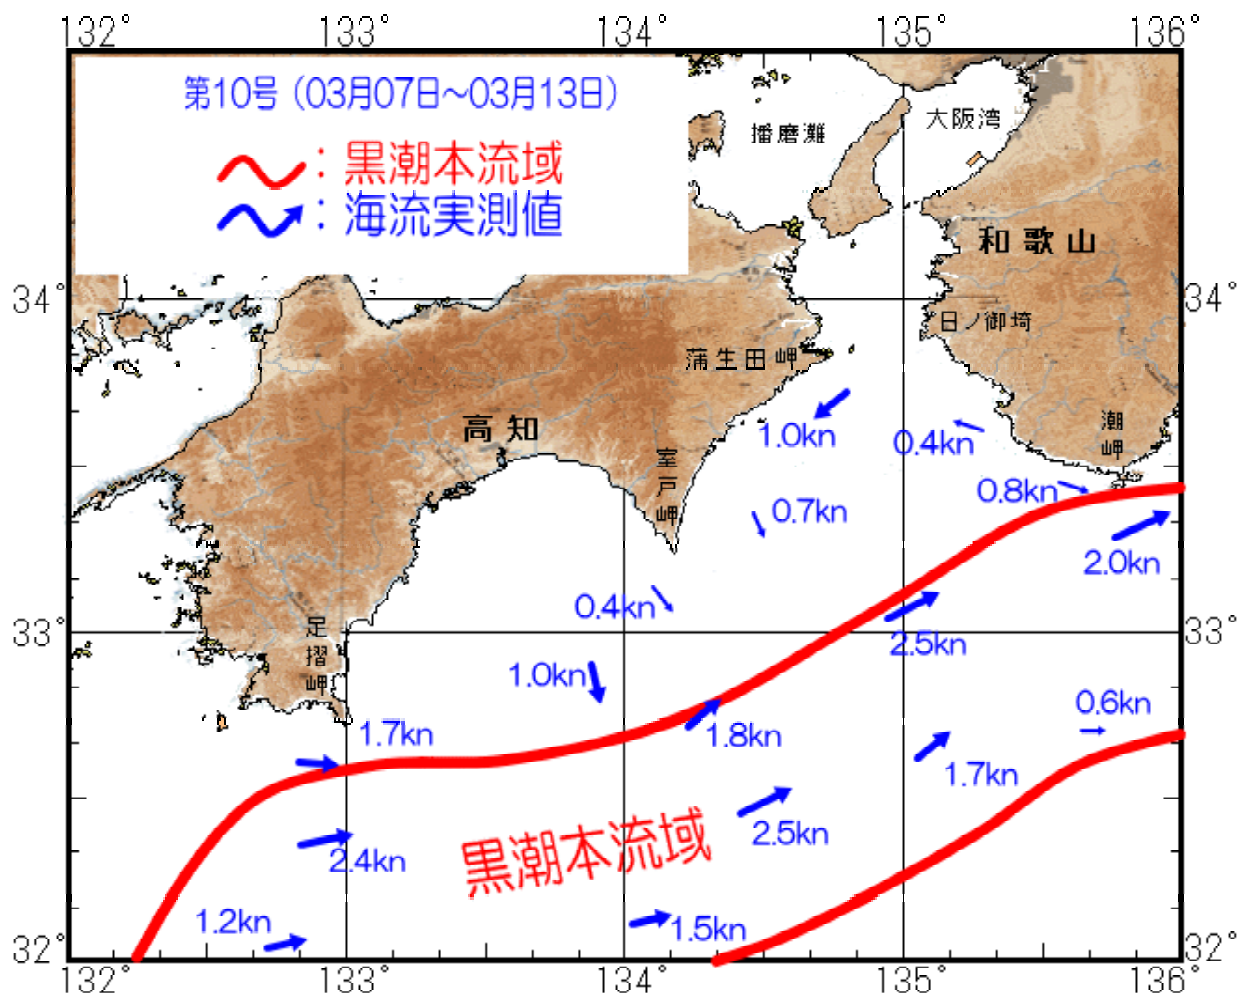 132° 133° 134° 135° 136°
第10号（03月07日～03月13日）
：黒潮本流域
：海流実測値
播磨灘
大阪湾
和歌山
34° 34°
日ノ御埼
蒲生田岬
1.0kn
0.4kn
潮岬
高知
室戸岬
0.8kn
0.7kn
2.0kn
0.4kn
33° 33°
足摺岬
2.5kn
1.0kn
0.6kn
1.7kn
1.8kn
1.7kn
2.5kn
黒潮本流域
2.4kn
1.2kn
1.5kn
32° 32°
132° 133° 134° 135° 136°